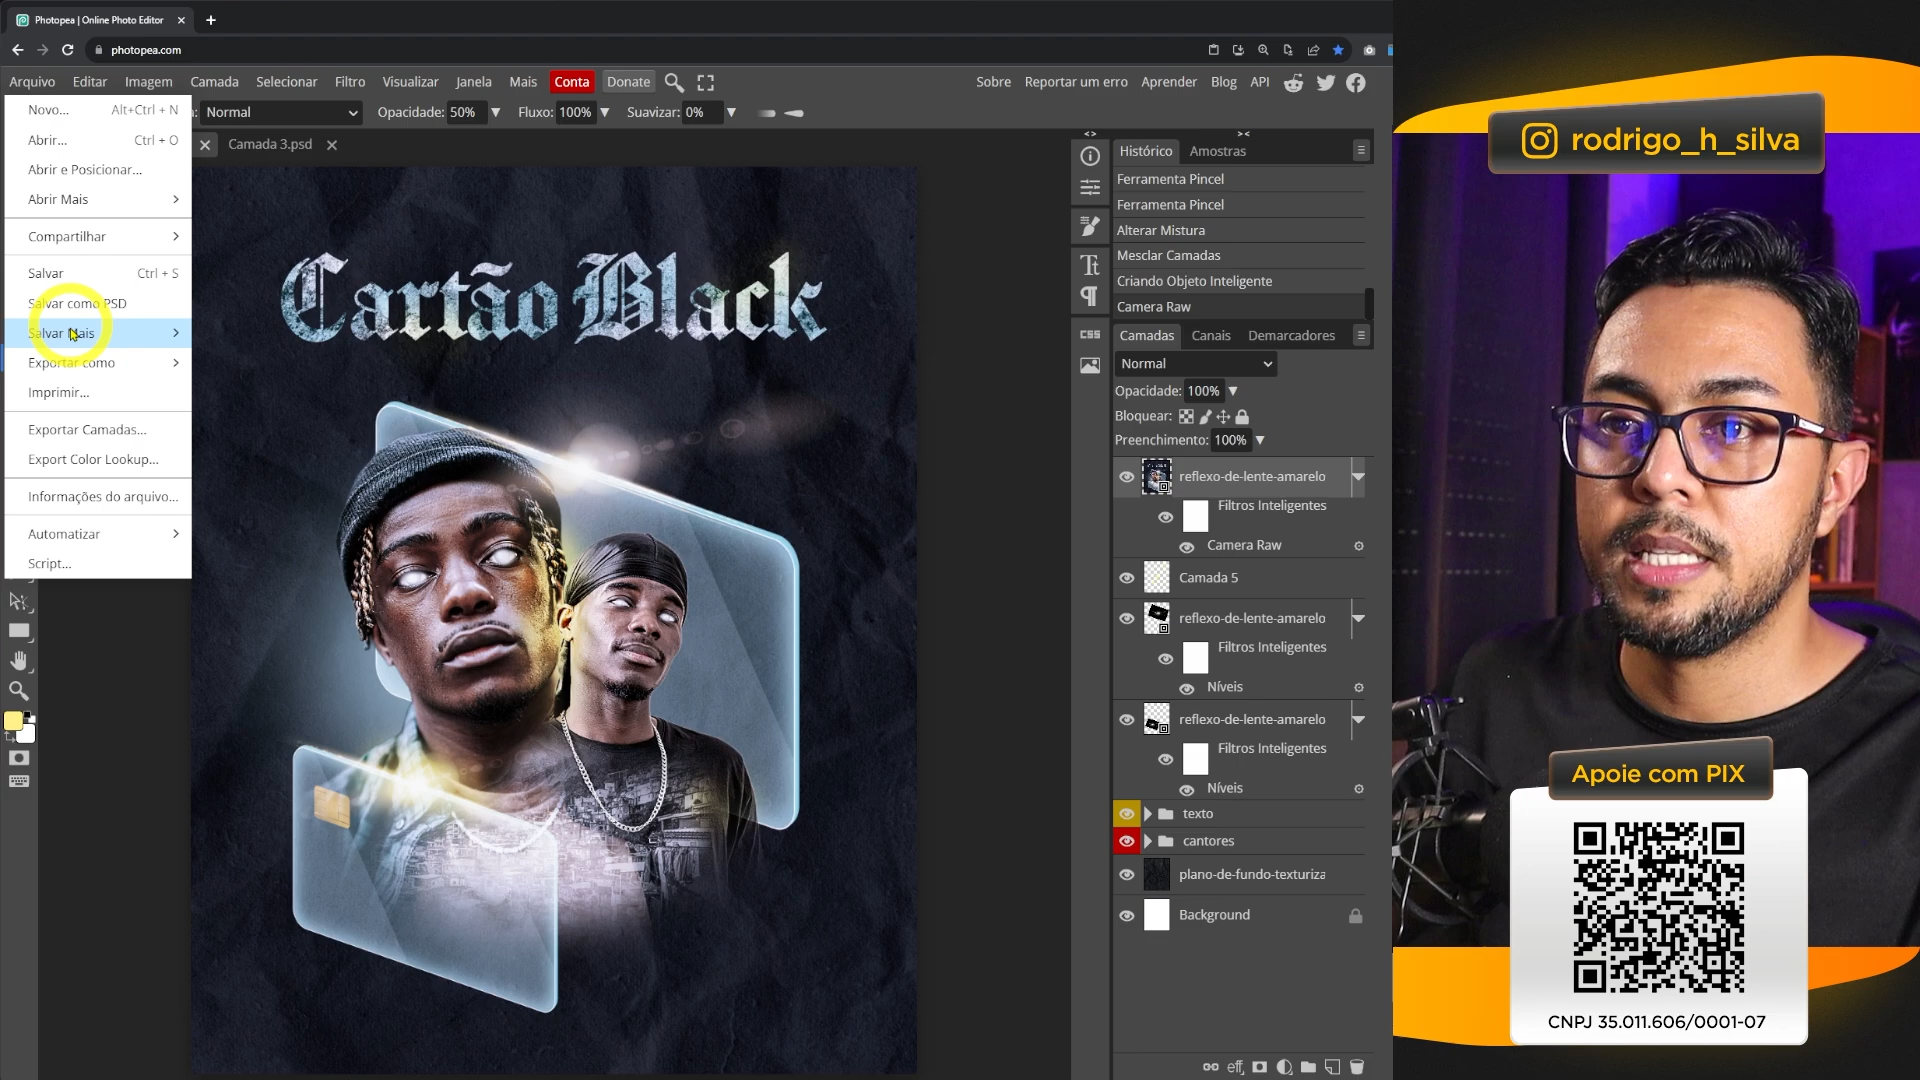 Photopea | Online Photo Editor
photopea.com
Arquivo Editar Imagem Camada Selecionar Filtro Visualizar Janela Mais Conta Donate
Sobre Reportar um erro Aprender Blog API
Normal Opacidade: 50% Fluxo: 100% Suavizar: 0%
Camada 3.psd
Novo... Alt+Ctrl + N
Abrir... Ctrl + O
Abrir e Posicionar...
Abrir Mais
Compartilhar
Salvar Ctrl + S
Salvar como PSD
Salvar Mais
Exportar como
Imprimir...
Exportar Camadas...
Export Color Lookup...
Informações do arquivo...
Automatizar
Script...
Cartão Black
Histórico Amostras
Ferramenta Pincel
Ferramenta Pincel
Alterar Mistura
Mesclar Camadas
Criando Objeto Inteligente
Camera Raw
CSS
Camadas Canais Demarcadores
Normal
Opacidade: 100%
Bloquear:
Preenchimento: 100%
reflexo-de-lente-amarelo
Filtros Inteligentes
Camera Raw
Camada 5
reflexo-de-lente-amarelo
Filtros Inteligentes
Níveis
reflexo-de-lente-amarelo
Filtros Inteligentes
Níveis
texto
cantores
plano-de-fundo-texturiza
Background
eff
rodrigo_h_silva
Apoie com PIX
CNPJ 35.011.606/0001-07